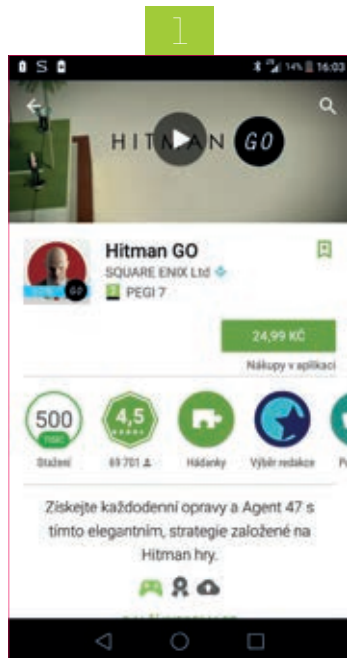 1
14% 16:03
HITMAN GO
Hitman GO
SQUARE ENIX Ltd
PEGI 7
24,99 KČ
Nákupy v aplikaci
500
TISÍC
4,5
Stažení
69 701
Hádanky
Výběr redakce
Získejte každodenní opravy a Agent 47 s
tímto elegantním, strategie založené na
Hitman hry.